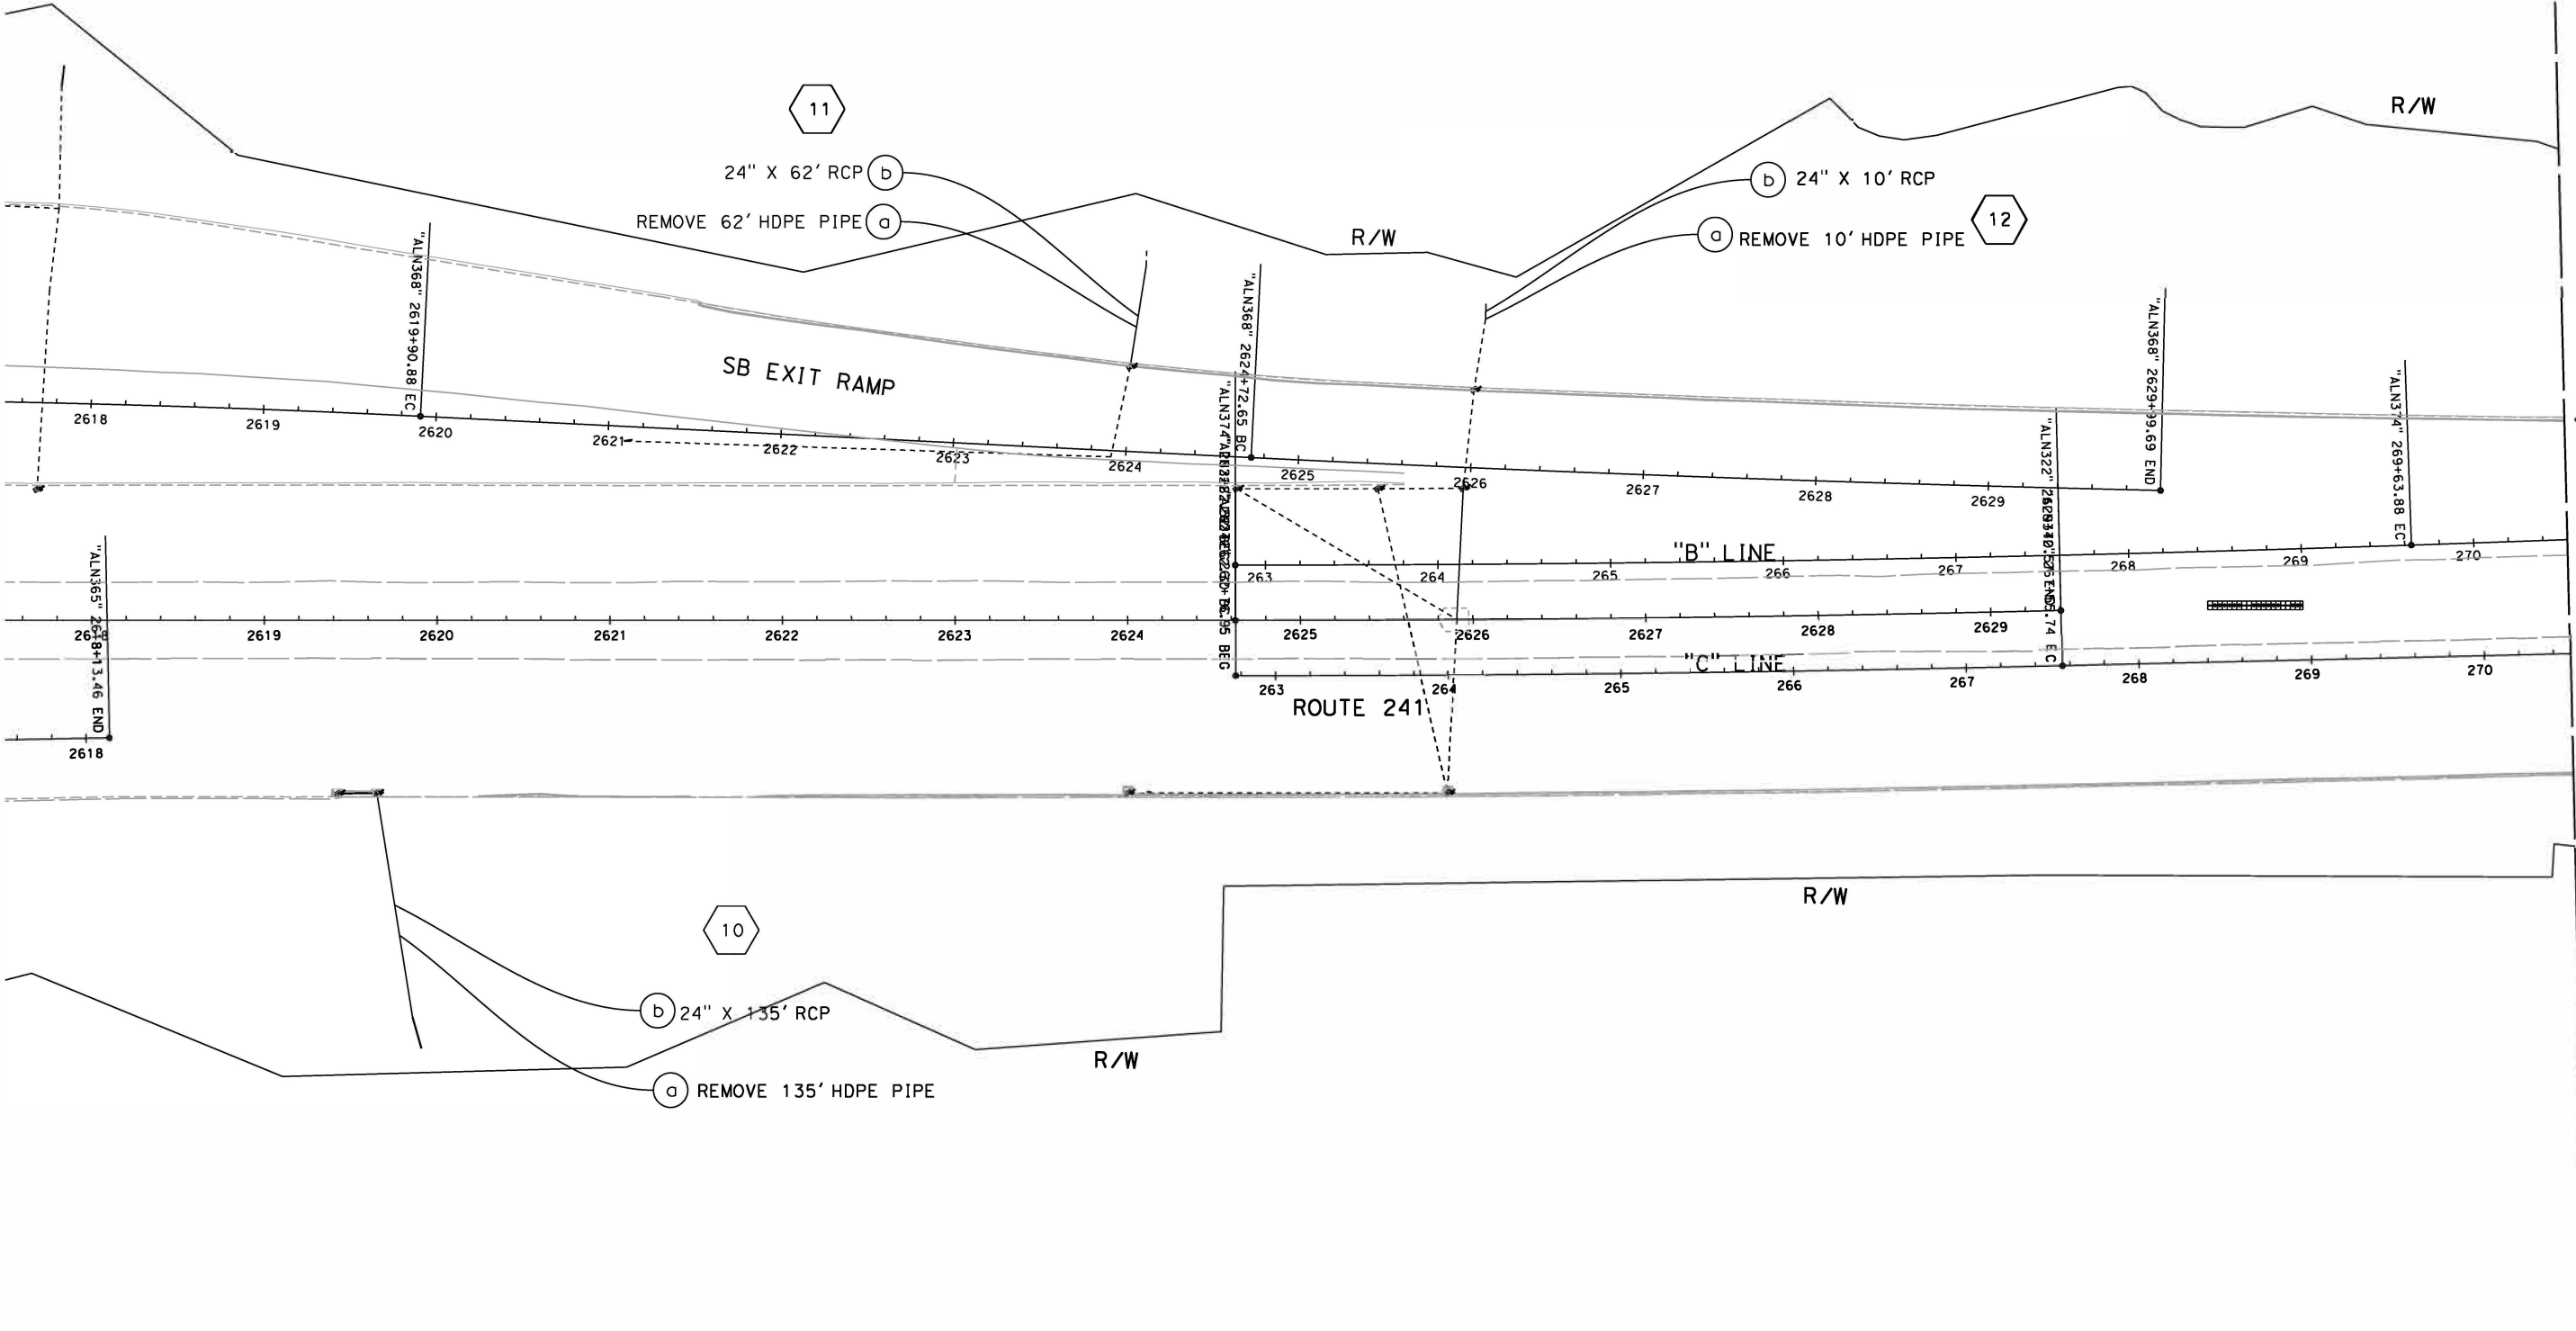 11
24" X 62' RCP b
REMOVE 62' HDPE PIPE a
b 24" X 10' RCP
12
a REMOVE 10' HDPE PIPE
R/W
R/W
"ALN368" 2619+90.88 EC
"ALN368" 2624+72.65 BC
"ALN368" 2629+99.69 END
"ALN374" 269+63.88 EC
SB EXIT RAMP
2618 2619 2620 2621 2622 2623 2624 2625 2626 2627 2628 2629
"B" LINE
263 264 265 266 267 268 269 270
"ALN365" 2618+13.46 END
2618 2619 2620 2621 2622 2623 2624 2625 2626 2627 2628 2629
"C" LINE
263 264 265 266 267 268 269 270
ROUTE 241
2618
R/W
10
b 24" X 135' RCP
R/W
a REMOVE 135' HDPE PIPE